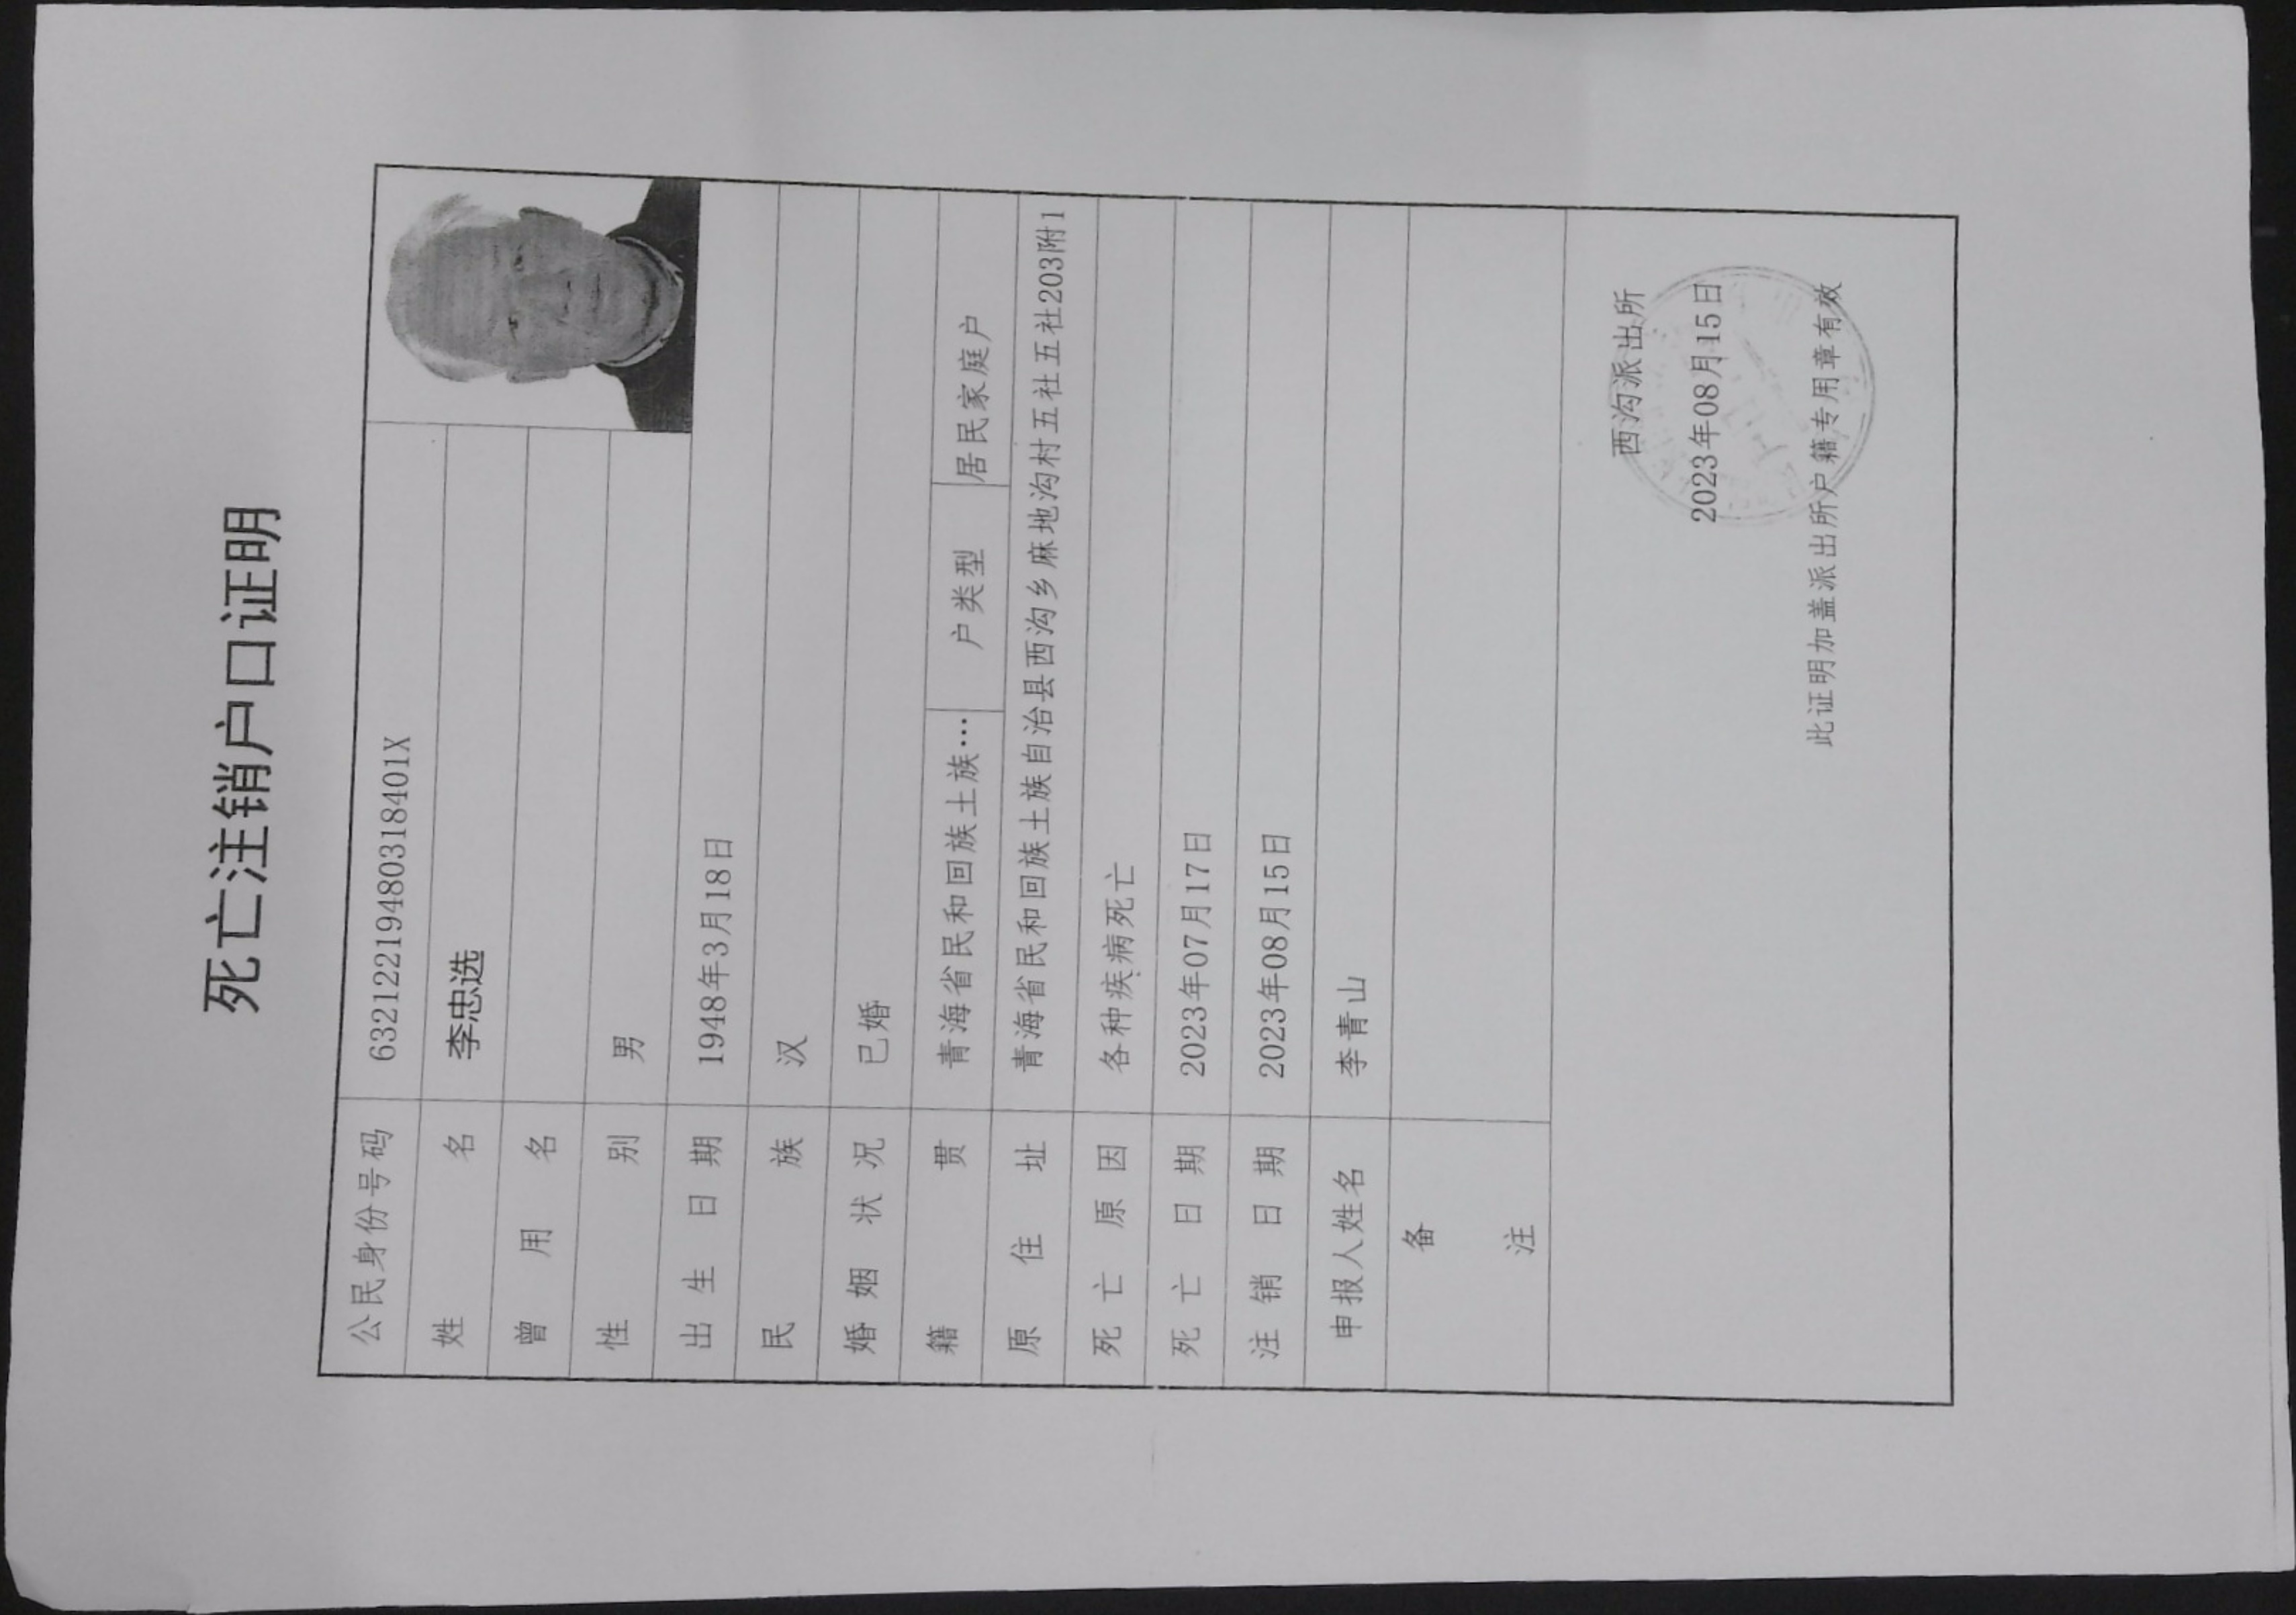 死亡注销户口证明
公民身份号码 63212219480318401X
姓名 李忠选
曾用名
性别 男
出生日期 1948年3月18日
民族 汉
婚姻状况 已婚
籍贯 青海省民和回族土族… 户类型 居民家庭户
原住址 青海省民和回族土族自治县西沟乡麻地沟村五社五社203附1
死亡原因 各种疾病死亡
死亡日期 2023年07月17日
注销日期 2023年08月15日
申报人姓名 李青山
备注
西沟派出所
2023年08月15日
此证明加盖派出所户籍专用章有效